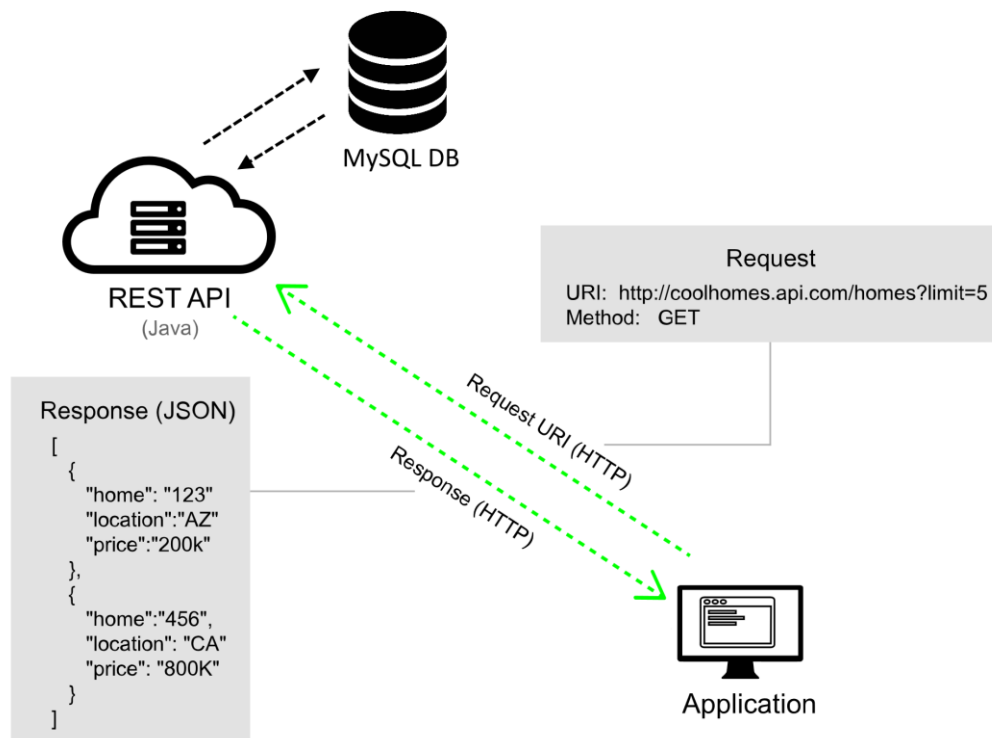 MySQL DB
REST API
(Java)
Request
URI: http://coolhomes.api.com/homes?limit=5
Method: GET
Request URI (HTTP)
Response (HTTP)
Response (JSON)
[
{
"home": "123"
"location":"AZ"
"price":"200k"
},
{
"home":"456",
"location": "CA"
"price": "800K"
}
]
Application